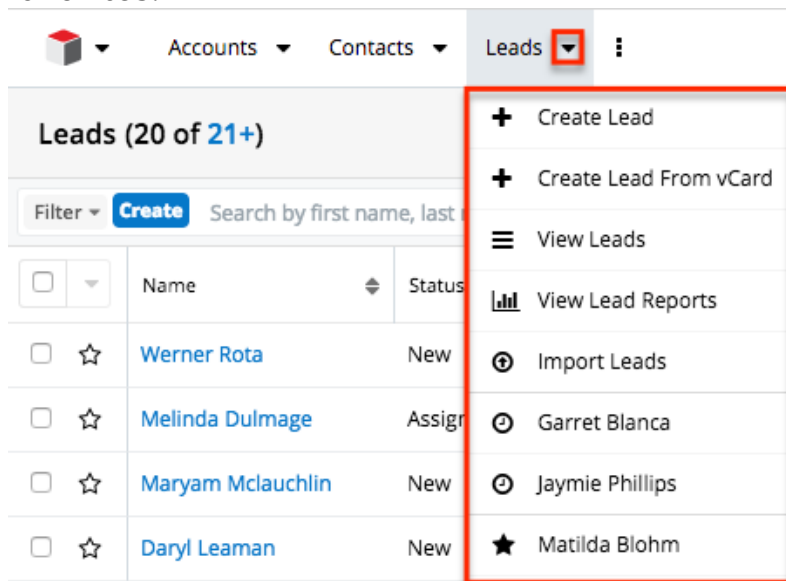 Accounts Contacts Leads
Leads (20 of 21+)
Filter Create Search by first name, last
Name Status
Werner Rota New
Melinda Dulmage
Maryam Mclauchlin New
Daryl Leaman New
Create Lead
Create Lead From vCard
View Leads
View Lead Reports
Import Leads
Garret Blanca
Jaymie Phillips
Matilda Blohm